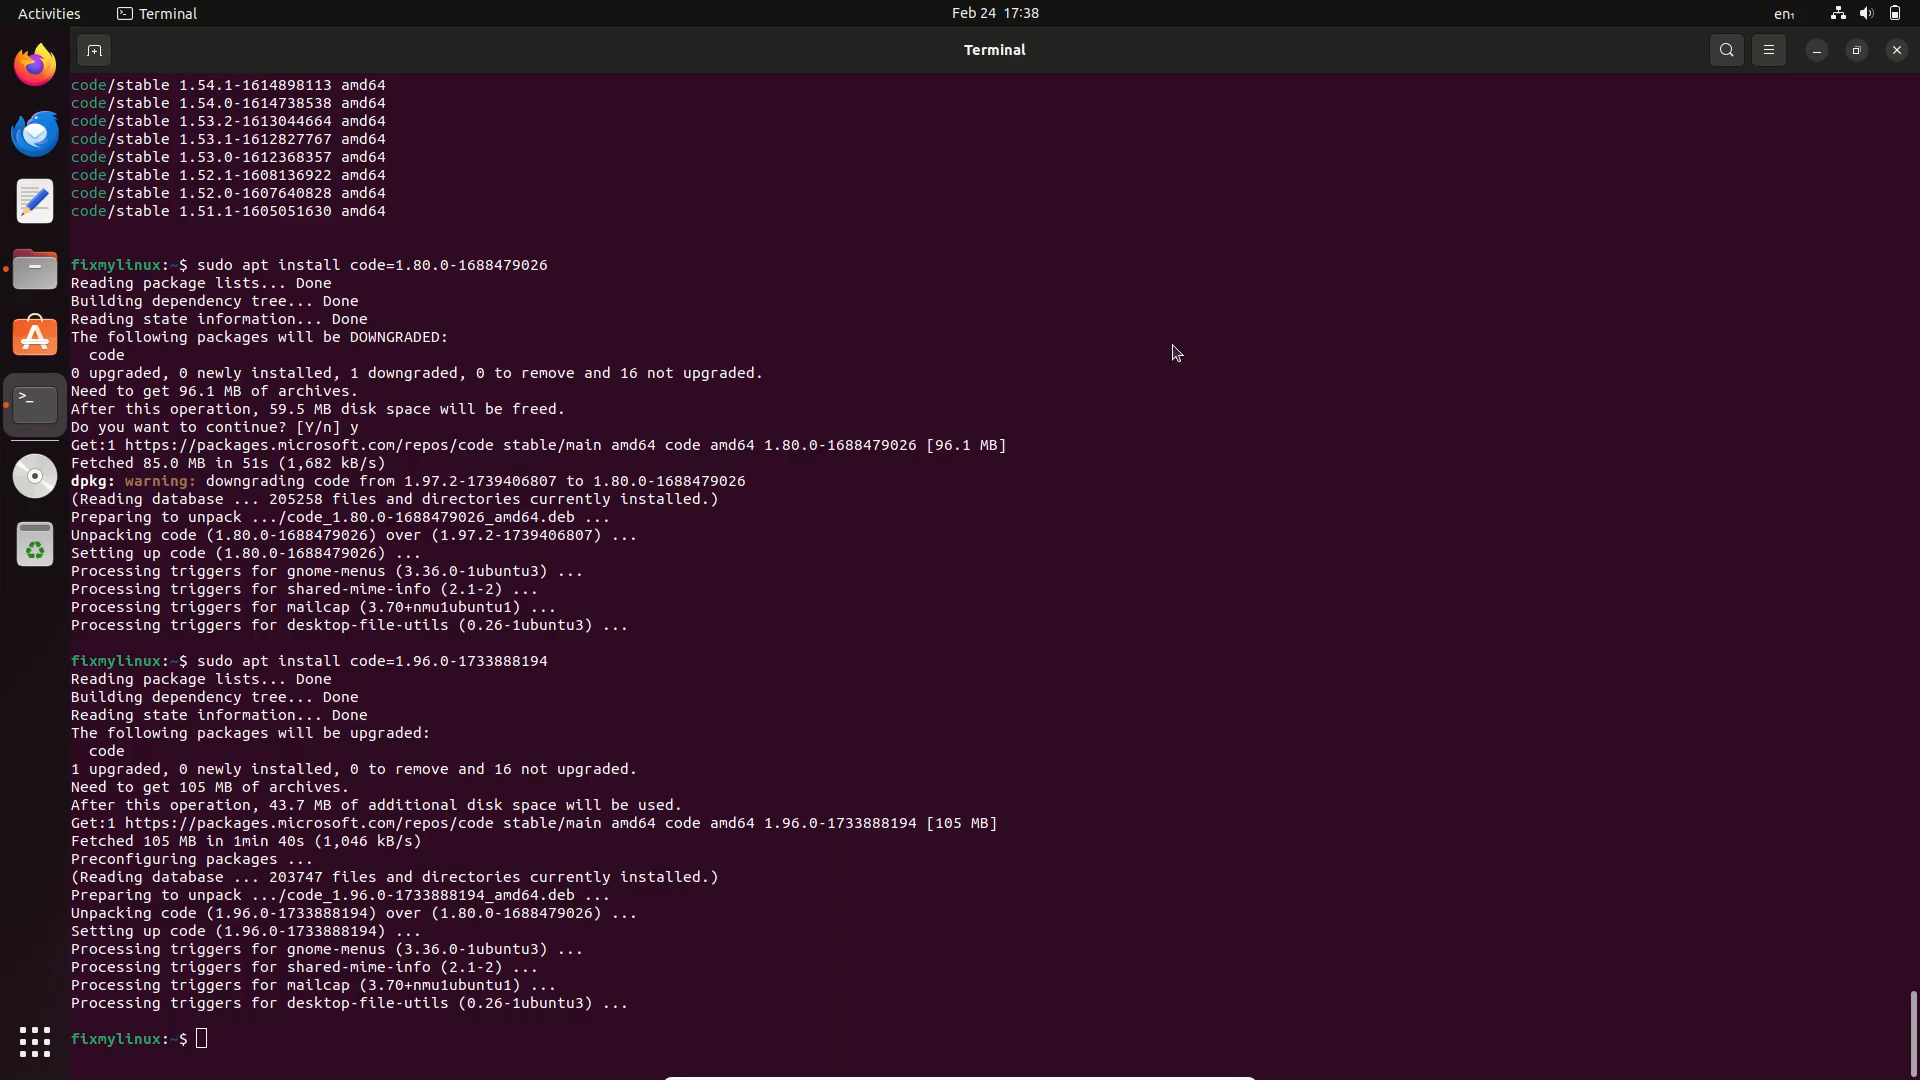 Activities
Terminal
Feb 24 17:38
en₁
Terminal
code/stable 1.54.1-1614898113 amd64
code/stable 1.54.0-1614738538 amd64
code/stable 1.53.2-1613044664 amd64
code/stable 1.53.1-1612827767 amd64
code/stable 1.53.0-1612368357 amd64
code/stable 1.52.1-1608136922 amd64
code/stable 1.52.0-1607640828 amd64
code/stable 1.51.1-1605051630 amd64
fixmylinux:~$ sudo apt install code=1.80.0-1688479026
Reading package lists... Done
Building dependency tree... Done
Reading state information... Done
The following packages will be DOWNGRADED:
code
0 upgraded, 0 newly installed, 1 downgraded, 0 to remove and 16 not upgraded.
Need to get 96.1 MB of archives.
After this operation, 59.5 MB disk space will be freed.
Do you want to continue? [Y/n] y
Get:1 https://packages.microsoft.com/repos/code stable/main amd64 code amd64 1.80.0-1688479026 [96.1 MB]
Fetched 85.0 MB in 51s (1,682 kB/s)
dpkg: warning: downgrading code from 1.97.2-1739406807 to 1.80.0-1688479026
(Reading database ... 205258 files and directories currently installed.)
Preparing to unpack .../code_1.80.0-1688479026_amd64.deb ...
Unpacking code (1.80.0-1688479026) over (1.97.2-1739406807) ...
Setting up code (1.80.0-1688479026) ...
Processing triggers for gnome-menus (3.36.0-1ubuntu3) ...
Processing triggers for shared-mime-info (2.1-2) ...
Processing triggers for mailcap (3.70+nmu1ubuntu1) ...
Processing triggers for desktop-file-utils (0.26-1ubuntu3) ...
fixmylinux:~$ sudo apt install code=1.96.0-1733888194
Reading package lists... Done
Building dependency tree... Done
Reading state information... Done
The following packages will be upgraded:
code
1 upgraded, 0 newly installed, 0 to remove and 16 not upgraded.
Need to get 105 MB of archives.
After this operation, 43.7 MB of additional disk space will be used.
Get:1 https://packages.microsoft.com/repos/code stable/main amd64 code amd64 1.96.0-1733888194 [105 MB]
Fetched 105 MB in 1min 40s (1,046 kB/s)
Preconfiguring packages ...
(Reading database ... 203747 files and directories currently installed.)
Preparing to unpack .../code_1.96.0-1733888194_amd64.deb ...
Unpacking code (1.96.0-1733888194) over (1.80.0-1688479026) ...
Setting up code (1.96.0-1733888194) ...
Processing triggers for gnome-menus (3.36.0-1ubuntu3) ...
Processing triggers for shared-mime-info (2.1-2) ...
Processing triggers for mailcap (3.70+nmu1ubuntu1) ...
Processing triggers for desktop-file-utils (0.26-1ubuntu3) ...
fixmylinux:~$